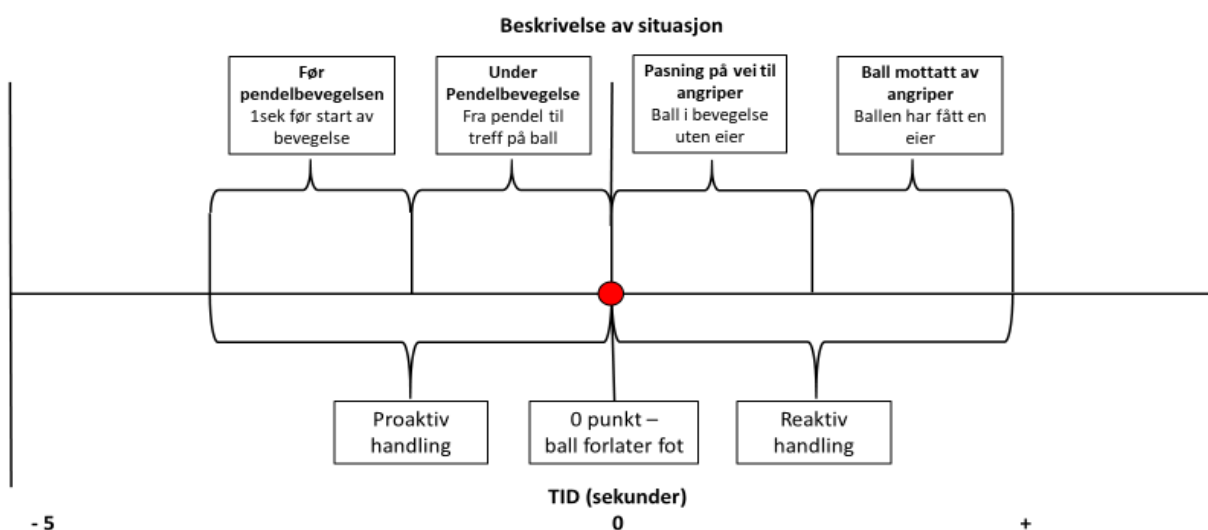 Beskrivelse av situasjon
Før
pendelbevegelsen
1sek før start av
bevegelse
Under
Pendelbevegelse
Fra pendel til
treff på ball
Pasning på vei til
angriper
Ball i bevegelse
uten eier
Ball mottatt av
angriper
Ballen har fått en
eier
Proaktiv
handling
0 punkt –
ball forlater fot
Reaktiv
handling
TID (sekunder)
- 5 0 +